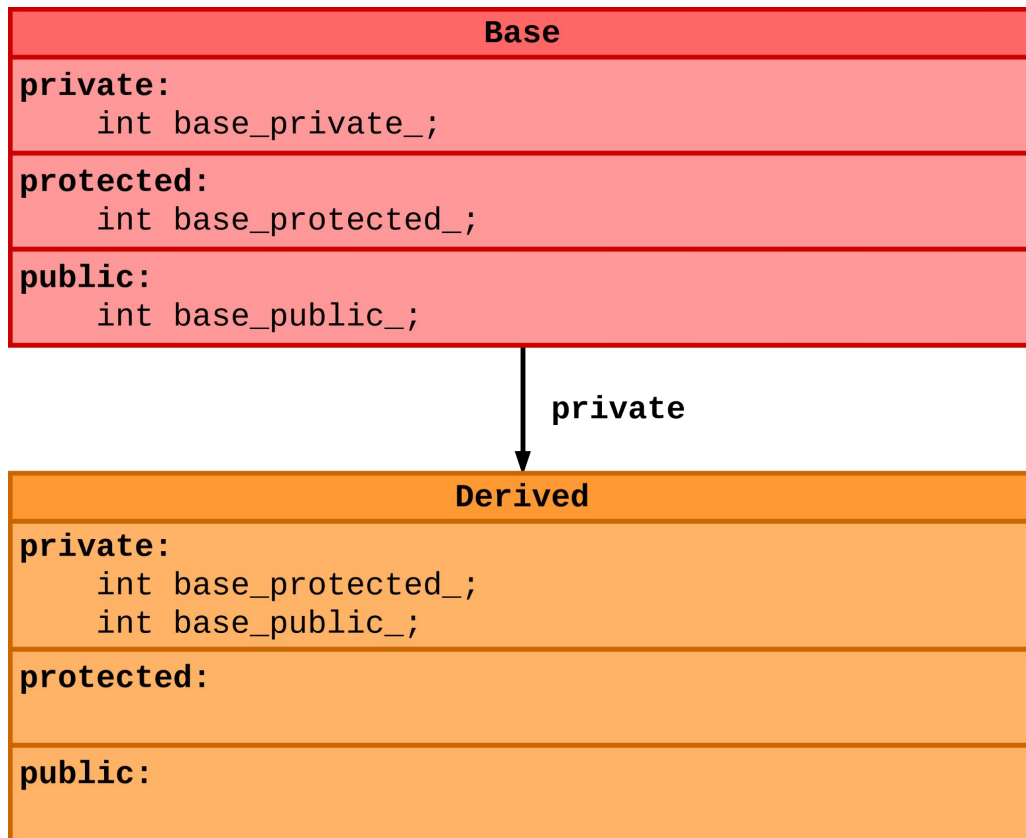 Base
private:
int base_private_;
protected:
int base_protected_;
public:
int base_public_;
private
Derived
private:
int base_protected_;
int base_public_;
protected:
public: